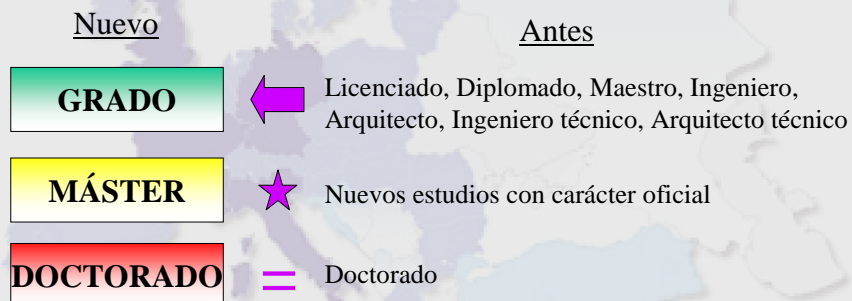 Nuevo
Antes
GRADO
Licenciado, Diplomado, Maestro, Ingeniero,
Arquitecto, Ingeniero técnico, Arquitecto técnico
MÁSTER
Nuevos estudios con carácter oficial
DOCTORADO
=
Doctorado